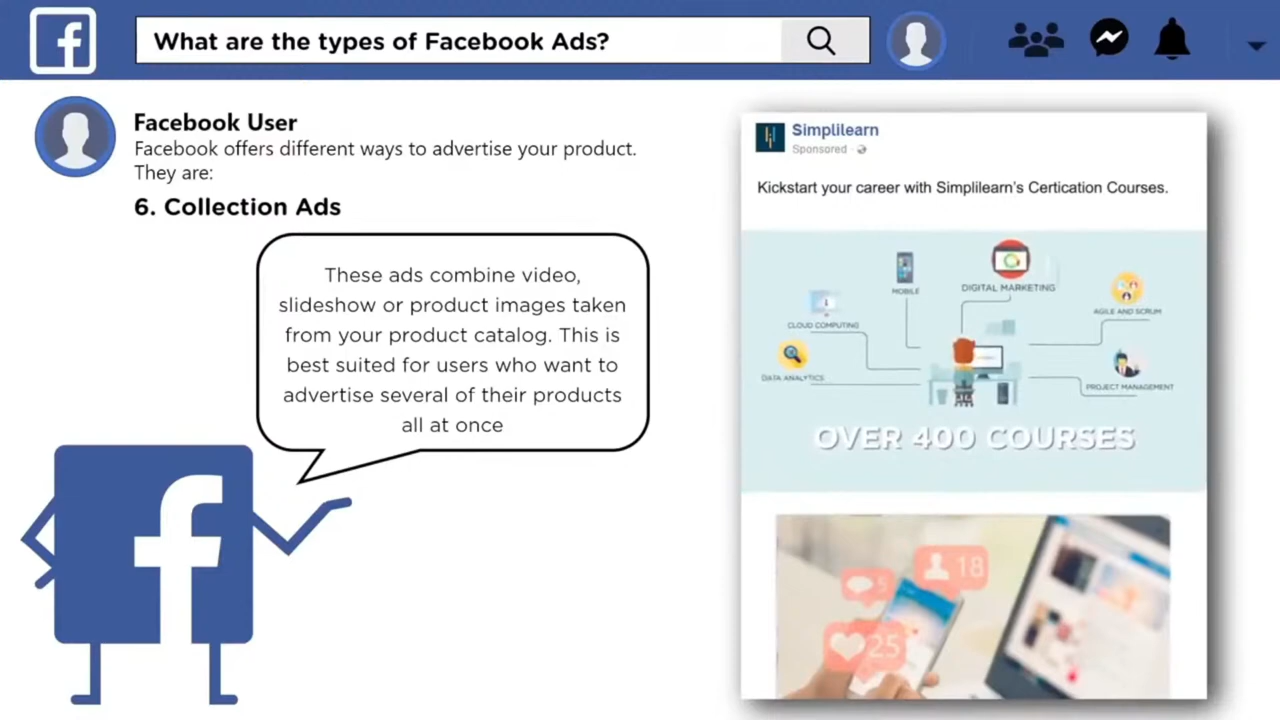 What are the types of Facebook Ads?
Facebook User
Facebook offers different ways to advertise your product.
They are:
6. Collection Ads
These ads combine video,
slideshow or product images taken
from your product catalog. This is
best suited for users who want to
advertise several of their products
all at once
Simplilearn
Sponsored ·
Kickstart your career with Simplilearn's Certication Courses.
DIGITAL MARKETING
MOBILE
AGILE AND SCRUM
CLOUD COMPUTING
DATA ANALYTICS
PROJECT MANAGEMENT
OVER 400 COURSES
18
5
25